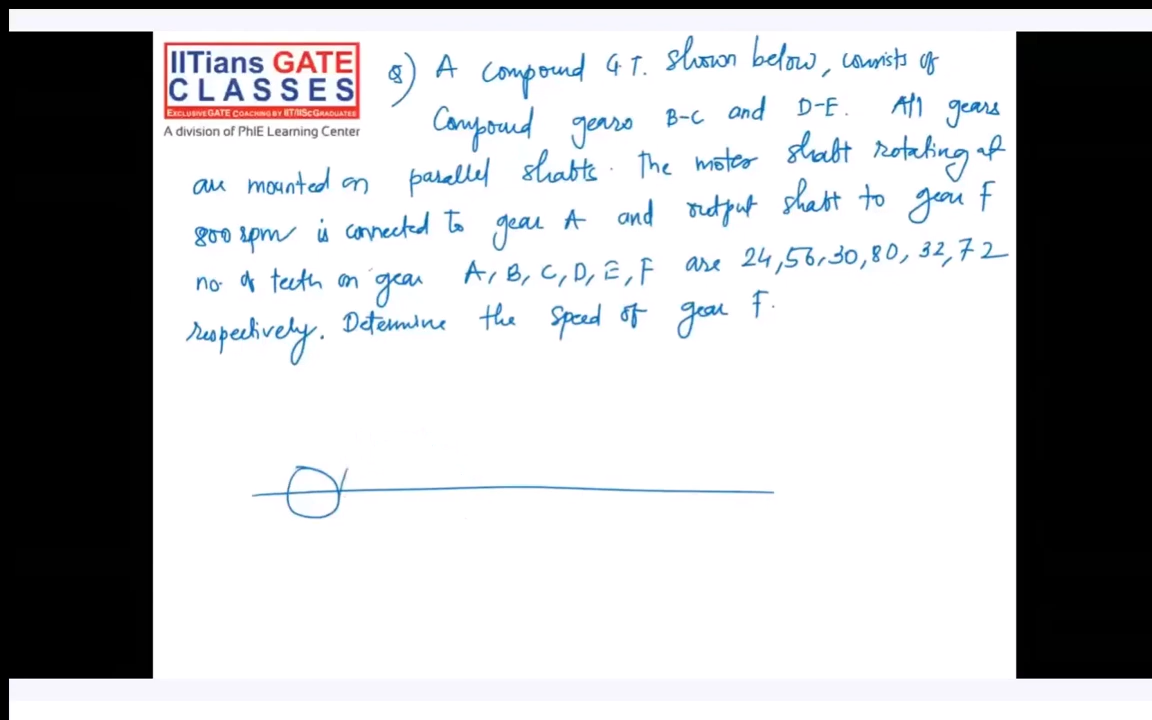 IITians GATE
CLASSES
EXCLUSIVE GATE COACHING BY IIT/IISC GRADUATES
A division of PhIE Learning Center
Q) A Compound G.T. shown below, consists of
Compound gears B-C and D-E. All gears
are mounted on parallel shafts. The motor shaft rotating at
800 rpm is connected to gear A and output shaft to gear F
no. of teeth on gear A, B, C, D, E, F are 24, 56, 30, 80, 32, 72
respectively. Determine the speed of gear F.